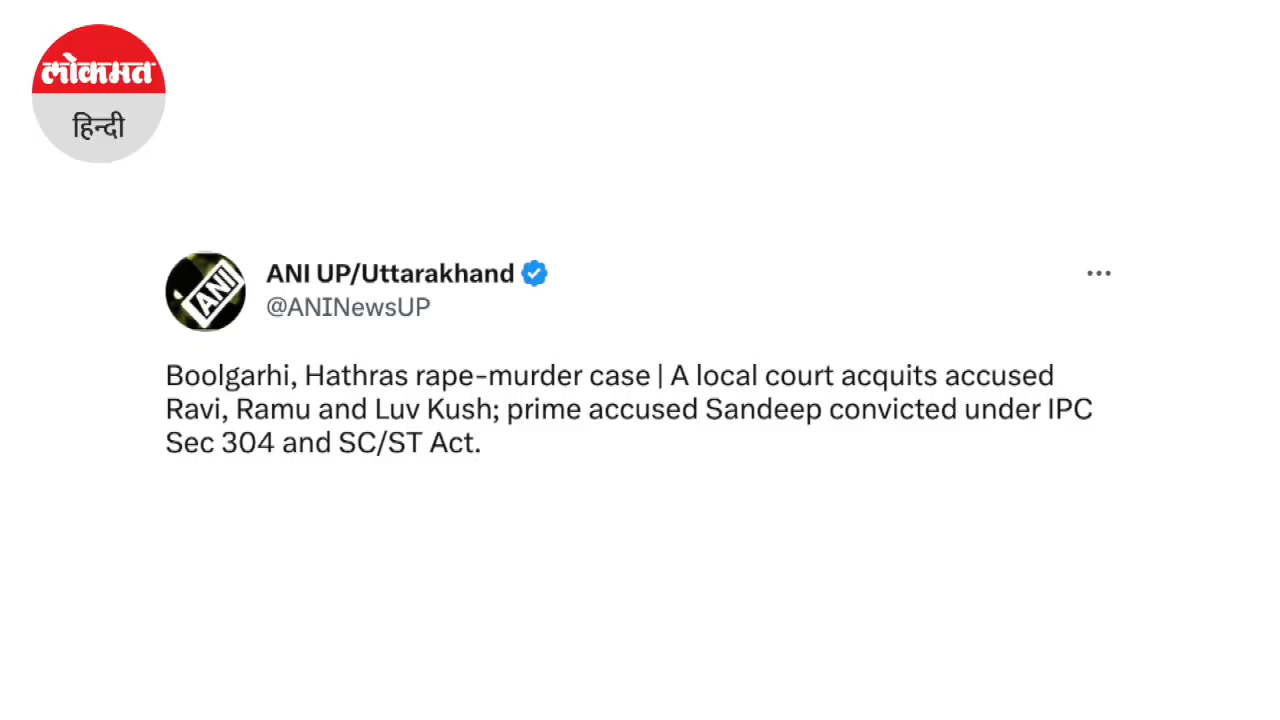 लोकमत
हिन्दी
ANI UP/Uttarakhand
ANI
@ANINewsUP
Boolgarhi, Hathras rape-murder case | A local court acquits accused
Ravi, Ramu and Luv Kush; prime accused Sandeep convicted under IPC
Sec 304 and SC/ST Act.